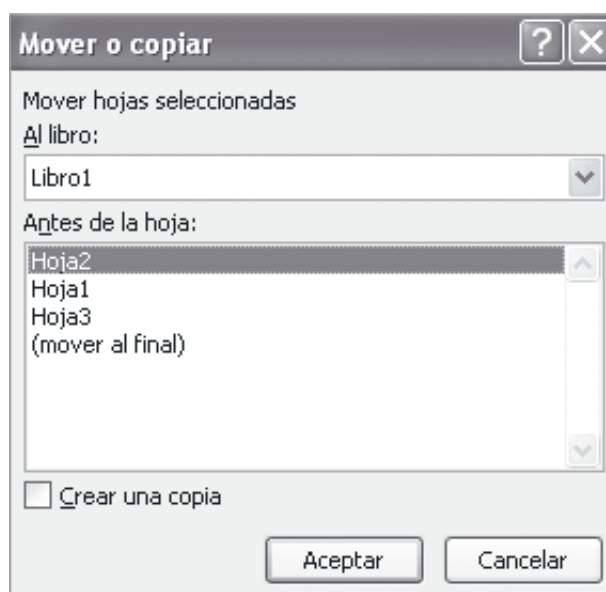 Mover o copiar
Mover hojas seleccionadas
Al libro:
Libro1
Antes de la hoja:
Hoja2
Hoja1
Hoja3
(mover al final)
Crear una copia
Aceptar Cancelar